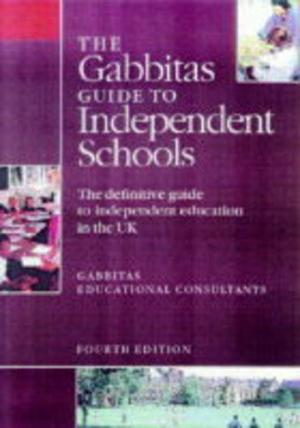 THE
Gabbitas
GUIDE TO
Independent
Schools
The definitive guide
to independent education
in the UK
GABBITAS
EDUCATIONAL CONSULTANTS
FOURTH EDITION